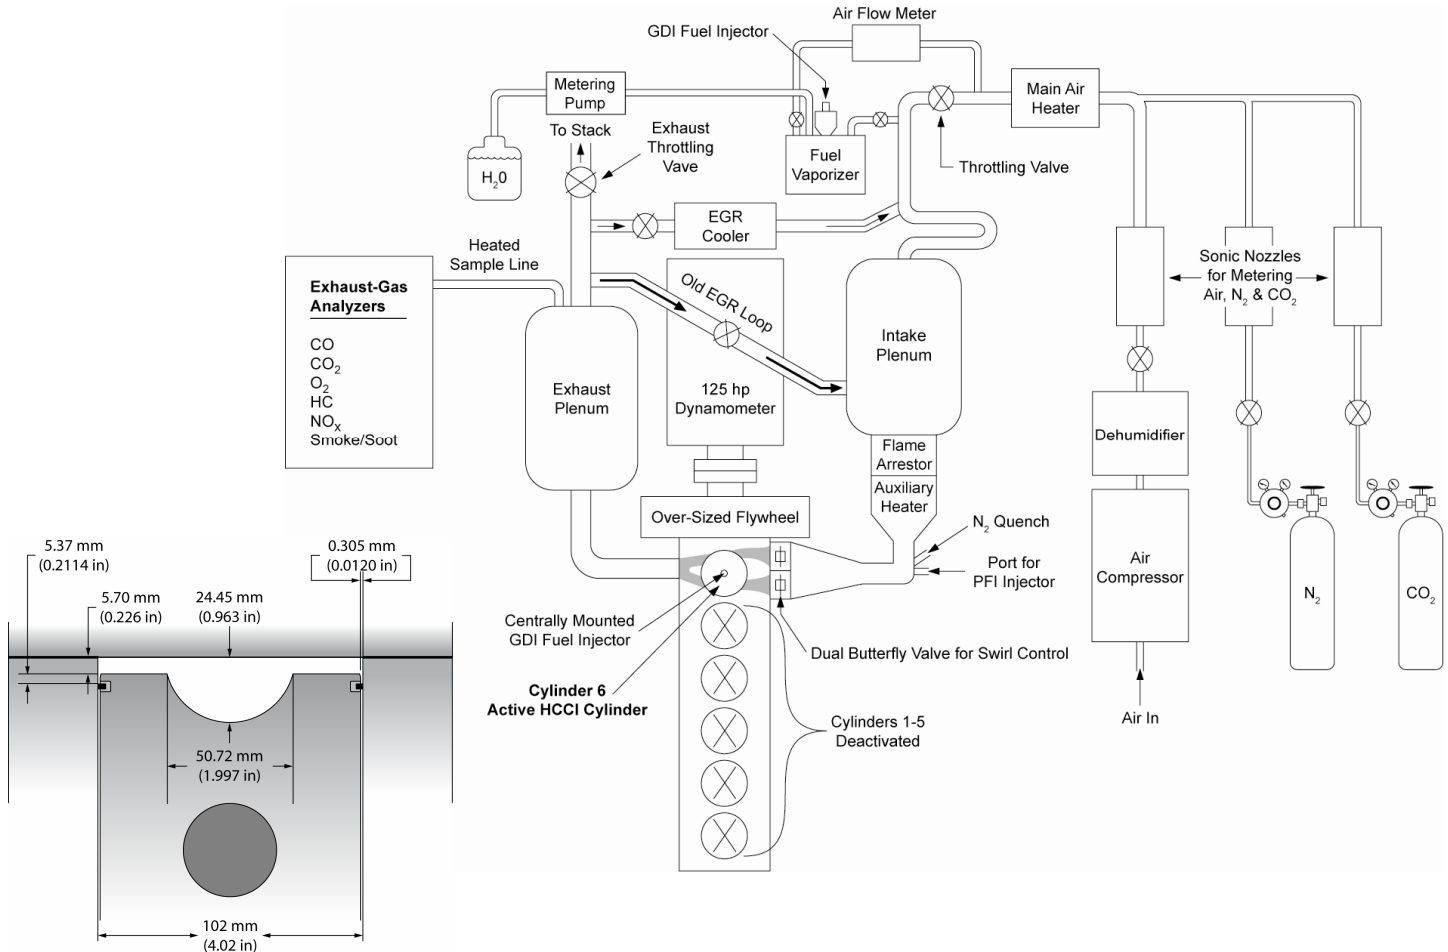 Air Flow Meter
GDI Fuel Injector
Metering
Pump
Main Air
Heater
To Stack
Exhaust
Throttling
Vave
H20
Fuel
Vaporizer
Throttling Valve
EGR
Cooler
Heated
Sample Line
Sonic Nozzles
for Metering
Air, N2 & CO2
Exhaust-Gas
Analyzers
CO
CO2
O2
HC
NOx
Smoke/Soot
Old EGR Loop
Exhaust
Plenum
125 hp
Dynamometer
Intake
Plenum
Flame
Arrestor
Auxiliary
Heater
Dehumidifier
Over-Sized Flywheel
N2 Quench
Port for
PFI Injector
Air
Compressor
N2
CO2
Air In
Centrally Mounted
GDI Fuel Injector
Dual Butterfly Valve for Swirl Control
Cylinder 6
Active HCCI Cylinder
Cylinders 1-5
Deactivated
5.37 mm
(0.2114 in)
0.305 mm
(0.0120 in)
5.70 mm
(0.226 in)
24.45 mm
(0.963 in)
50.72 mm
(1.997 in)
102 mm
(4.02 in)